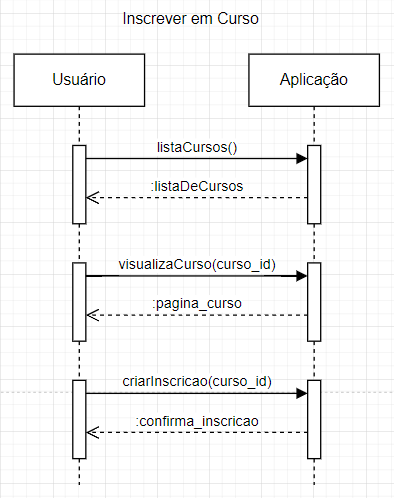 Inscrever em Curso
Usuário
Aplicação
listaCursos()
:listaDeCursos
visualizaCurso(curso_id)
:pagina_curso
criarInscricao(curso_id)
:confirma_inscricao